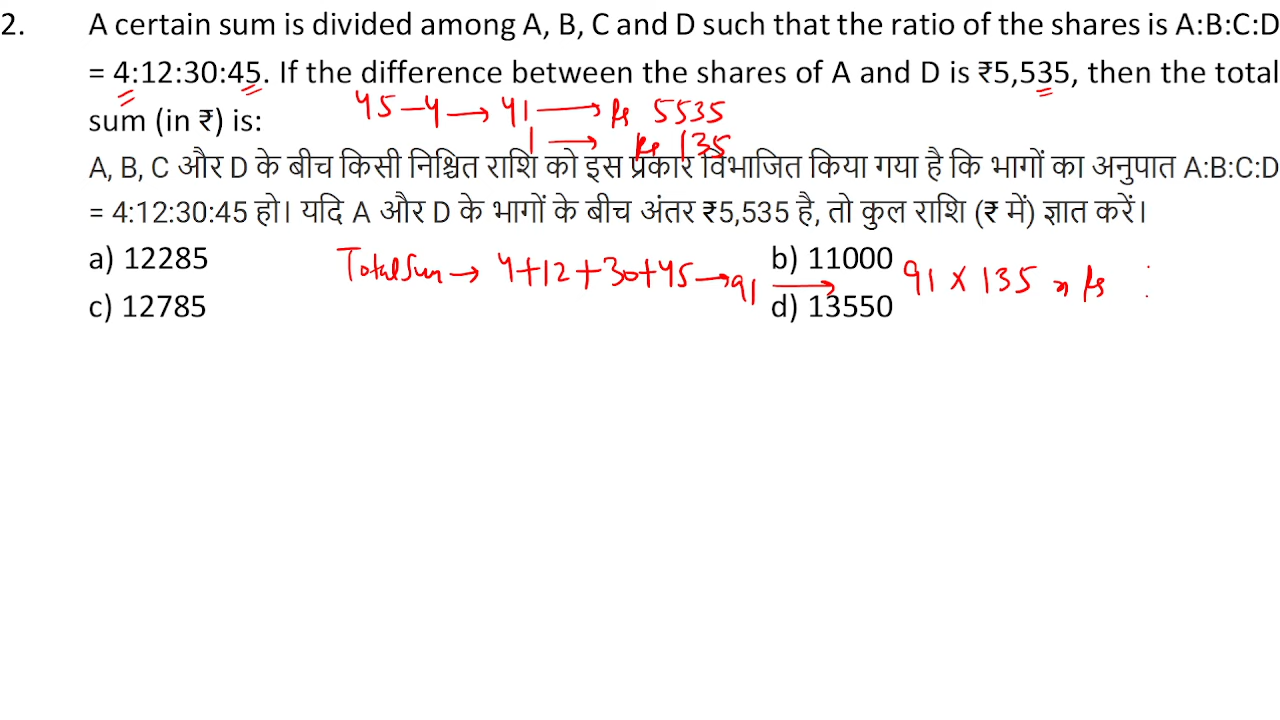 2. A certain sum is divided among A, B, C and D such that the ratio of the shares is A:B:C:D
= 4:12:30:45. If the difference between the shares of A and D is ₹5,535, then the total
45-4 → 41 → Rs 5535
sum (in ₹) is:
1 → Rs 135
A, B, C और D के बीच किसी निश्चित राशि को इस प्रकार विभाजित किया गया है कि भागों का अनुपात A:B:C:D
= 4:12:30:45 हो। यदि A और D के भागों के बीच अंतर ₹5,535 है, तो कुल राशि (₹ में) ज्ञात करें।
a) 12285 b) 11000
Total Sum → 4+12+30+45 → 91 → 91 × 135
c) 12785 d) 13550